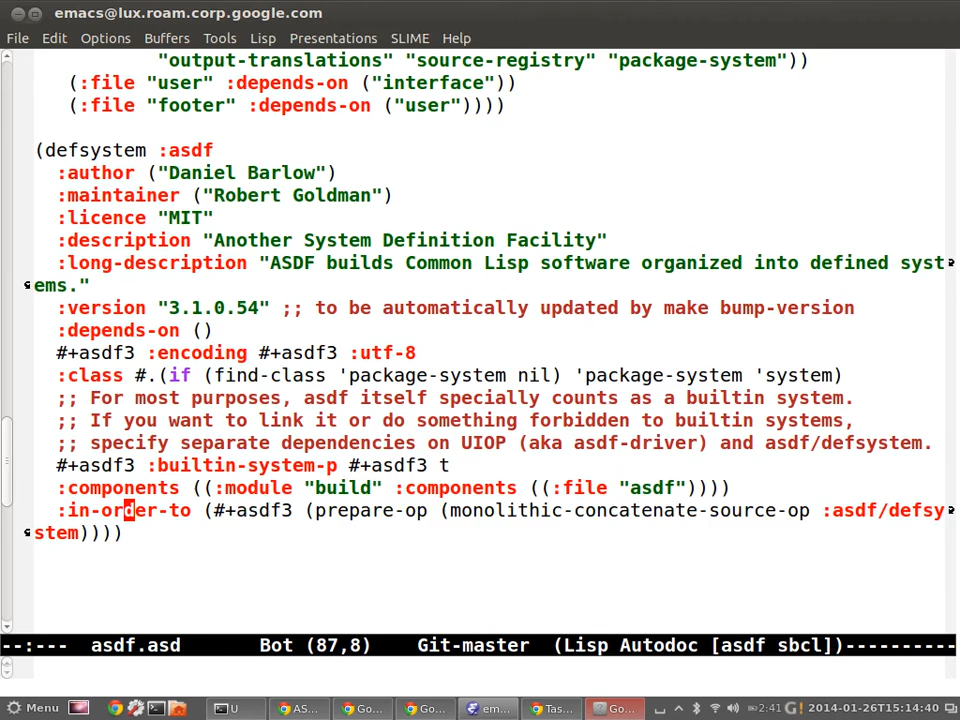 emacs@lux.roam.corp.google.com
File Edit Options Buffers Tools Lisp Presentations SLIME Help
"output-translations" "source-registry" "package-system"))
(:file "user" :depends-on ("interface"))
(:file "footer" :depends-on ("user"))))
(defsystem :asdf
:author ("Daniel Barlow")
:maintainer ("Robert Goldman")
:licence "MIT"
:description "Another System Definition Facility"
:long-description "ASDF builds Common Lisp software organized into defined syst
ems."
:version "3.1.0.54" ;; to be automatically updated by make bump-version
:depends-on ()
#+asdf3 :encoding #+asdf3 :utf-8
:class #.(if (find-class 'package-system nil) 'package-system 'system)
;; For most purposes, asdf itself specially counts as a builtin system.
;; If you want to link it or do something forbidden to builtin systems,
;; specify separate dependencies on UIOP (aka asdf-driver) and asdf/defsystem.
#+asdf3 :builtin-system-p #+asdf3 t
:components ((:module "build" :components ((:file "asdf"))))
:in-order-to (#+asdf3 (prepare-op (monolithic-concatenate-source-op :asdf/defsy
stem))))
--:--- asdf.asd Bot (87,8) Git-master (Lisp Autodoc [asdf sbcl])----------
Menu U AS... Go... Go... em... Tas... Go... 2:41 2014-01-26T15:14:40